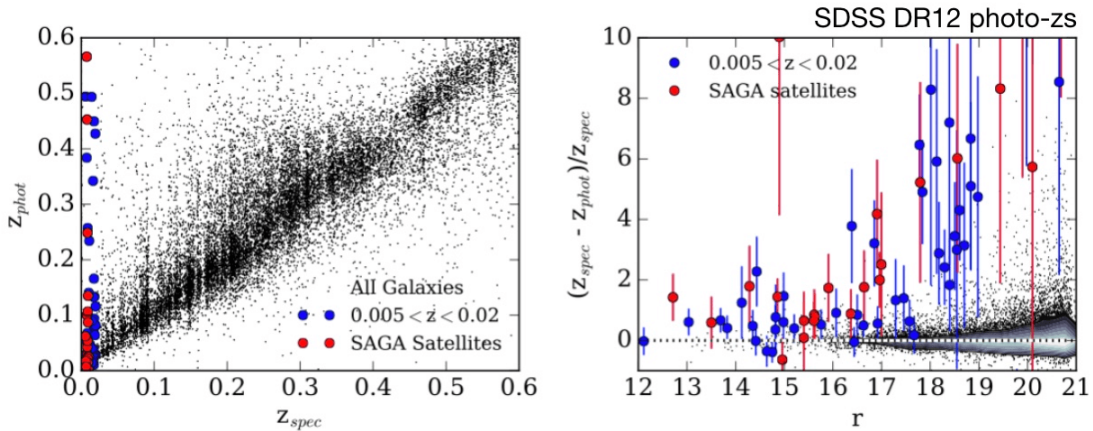 SDSS DR12 photo-zs
0.6
0.5
0.4
0.3
0.2
0.1
0.0
z_phot
All Galaxies
0.005 < z < 0.02
SAGA Satellites
0.0 0.1 0.2 0.3 0.4 0.5 0.6
z_spec
10
8
6
4
2
0
(z_spec - z_phot)/z_spec
0.005 < z < 0.02
SAGA satellites
12 13 14 15 16 17 18 19 20 21
r